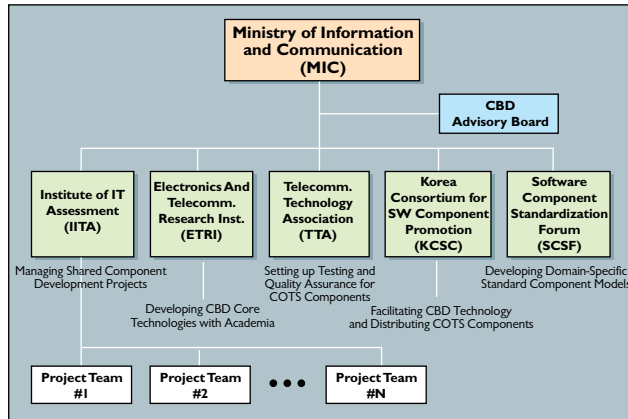 Ministry of Information
and Communication
(MIC)
CBD
Advisory Board
Institute of IT
Assessment
(IITA)
Electronics And
Telecomm.
Research Inst.
(ETRI)
Telecomm.
Technology
Association
(TTA)
Korea
Consortium for
SW Component
Promotion
(KCSC)
Software
Component
Standardization
Forum
(SCSF)
Managing Shared Component
Development Projects
Developing CBD Core
Technologies with Academia
Setting up Testing and
Quality Assurance for
COTS Components
Facilitating CBD Technology
and Distributing COTS Components
Developing Domain-Specific
Standard Component Models
Project Team
#1
Project Team
#2
• • •
Project Team
#N